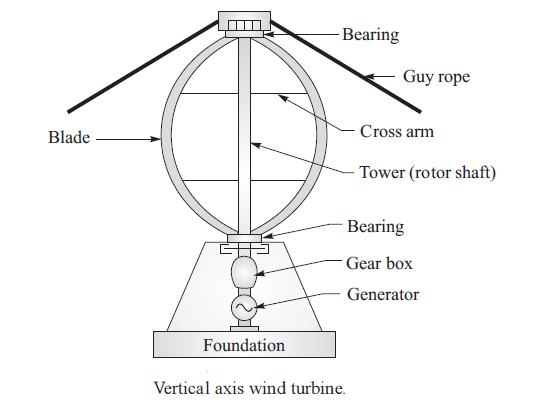 Bearing
Guy rope
Blade
Cross arm
Tower (rotor shaft)
Bearing
Gear box
Generator
Foundation
Vertical axis wind turbine.